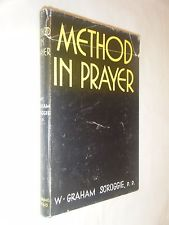 METHOD
IN PRAYER
W·GRAHAM SCROGGIE, D. D.